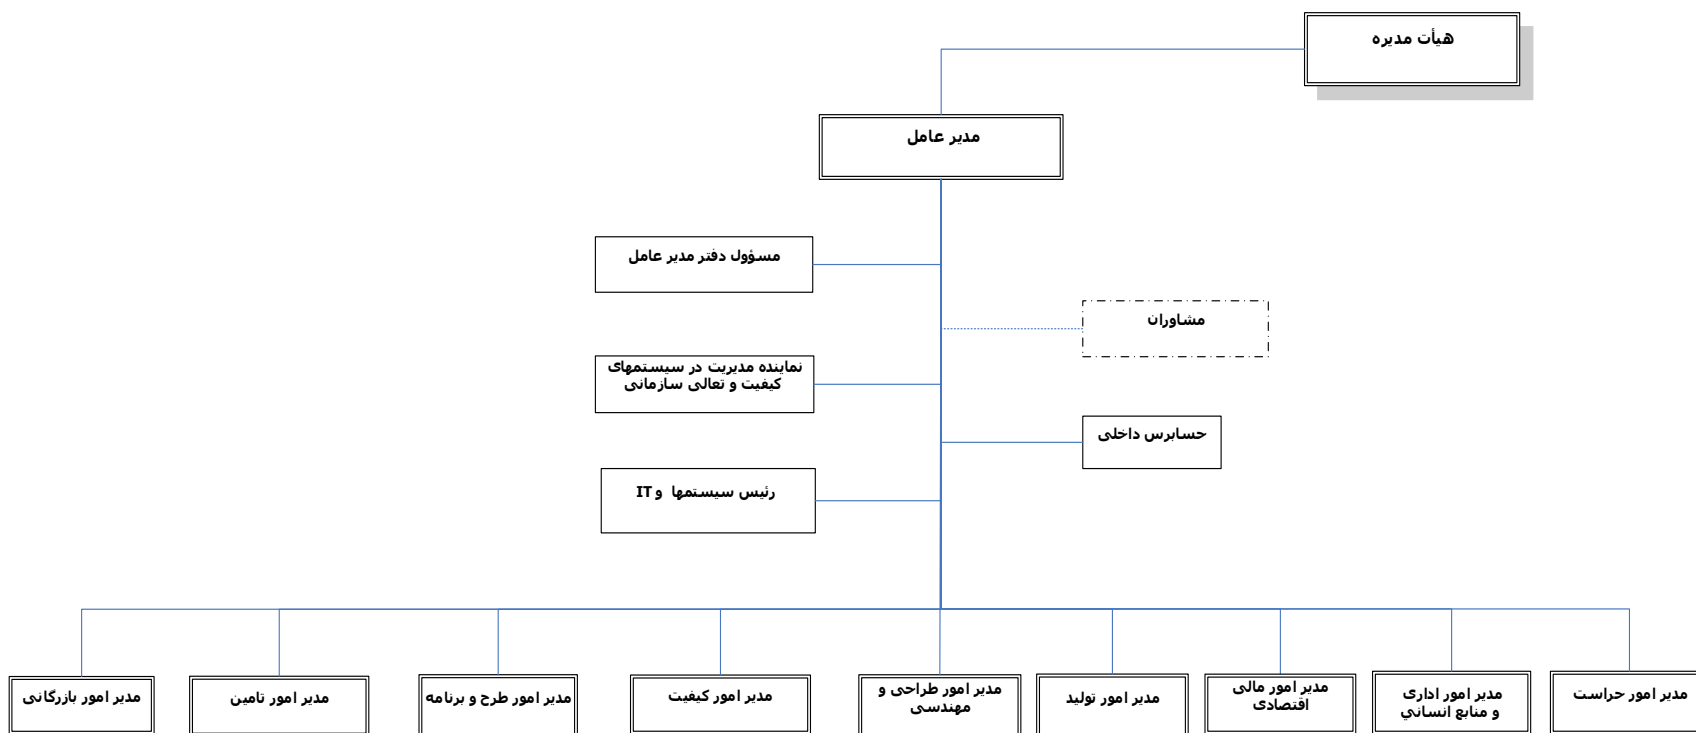 هیأت مدیره
مدیر عامل
مسؤول دفتر مدیر عامل
مشاوران
نماینده مدیریت در سیستمهای
کیفیت و تعالی سازمانی
حسابرس داخلی
رئیس سیستمها و IT
مدیر امور حراست
مدیر امور اداری
و منابع انساني
مدیر امور مالی
اقتصادی
مدیر امور تولید
مدیر امور طراحی و
مهندسی
مدیر امور کیفیت
مدیر امور طرح و برنامه
مدیر امور تامین
مدیر امور بازرگانی